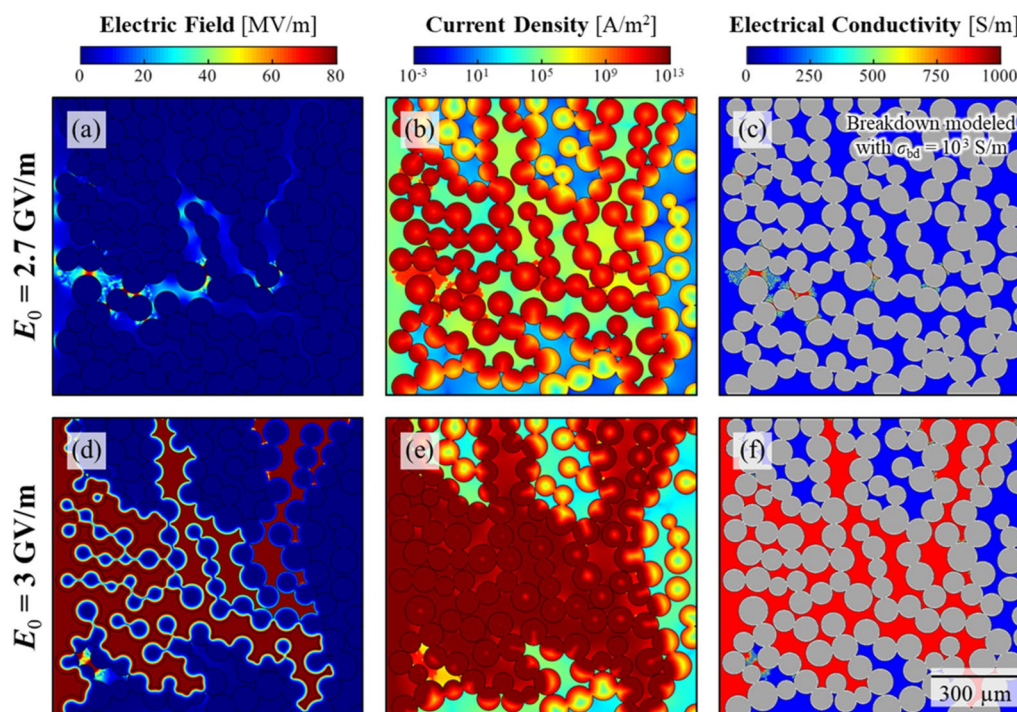 Electric Field [MV/m]
Current Density [A/m²]
Electrical Conductivity [S/m]
0 20 40 60 80
10⁻³ 10¹ 10⁵ 10⁹ 10¹³
0 250 500 750 1000
E₀ = 2.7 GV/m
(a)
(b)
(c)
Breakdown modeled
with σbd = 10³ S/m
E₀ = 3 GV/m
(d)
(e)
(f)
300 µm